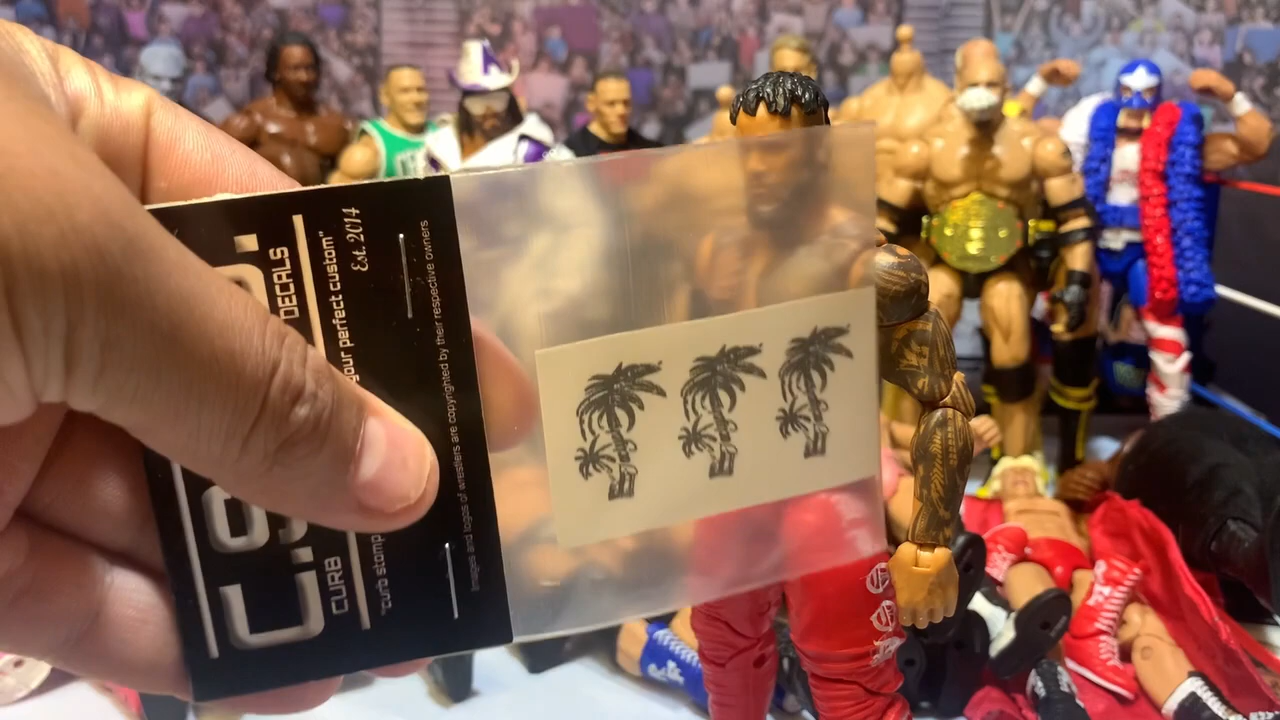 CURB DECALS
"curb stomp your perfect custom"
Est. 2014
Images and logos of wrestlers are copyrighted by their respective owners